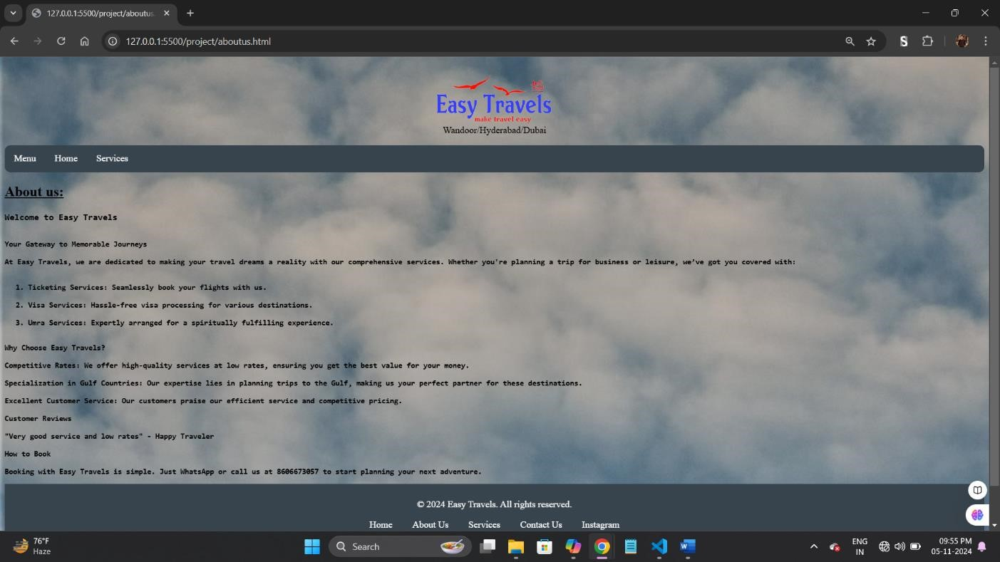 127.0.0.1:5500/project/aboutus.
127.0.0.1:5500/project/aboutus.html
Easy Travels
make travel easy
Wandoor/Hyderabad/Dubai
Menu Home Services
About us:
Welcome to Easy Travels
Your Gateway to Memorable Journeys
At Easy Travels, we are dedicated to making your travel dreams a reality with our comprehensive services. Whether you're planning a trip for business or leisure, we’ve got you covered with:
1. Ticketing Services: Seamlessly book your flights with us.
2. Visa Services: Hassle-free visa processing for various destinations.
3. Umra Services: Expertly arranged for a spiritually fulfilling experience.
Why Choose Easy Travels?
Competitive Rates: We offer high-quality services at low rates, ensuring you get the best value for your money.
Specialization in Gulf Countries: Our expertise lies in planning trips to the Gulf, making us your perfect partner for these destinations.
Excellent Customer Service: Our customers praise our efficient service and competitive pricing.
Customer Reviews
"Very good service and low rates" - Happy Traveler
How to Book
Booking with Easy Travels is simple. Just WhatsApp or call us at 8606673057 to start planning your next adventure.
© 2024 Easy Travels. All rights reserved.
Home About Us Services Contact Us Instagram
76°F
Haze
Search
ENG
IN
09:55 PM
05-11-2024